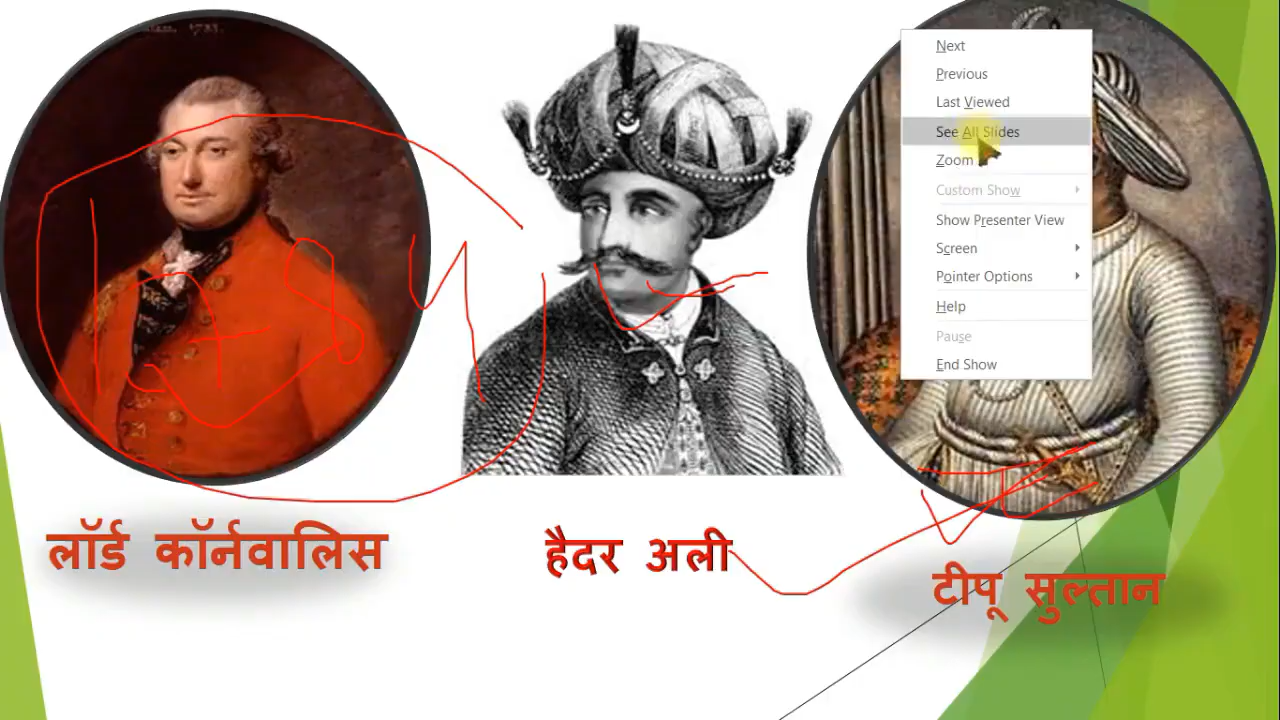 लॉर्ड कॉर्नवालिस
हैदर अली
टीपू सुल्तान
Next
Previous
Last Viewed
See All Slides
Zoom
Custom Show
Show Presenter View
Screen
Pointer Options
Help
Pause
End Show